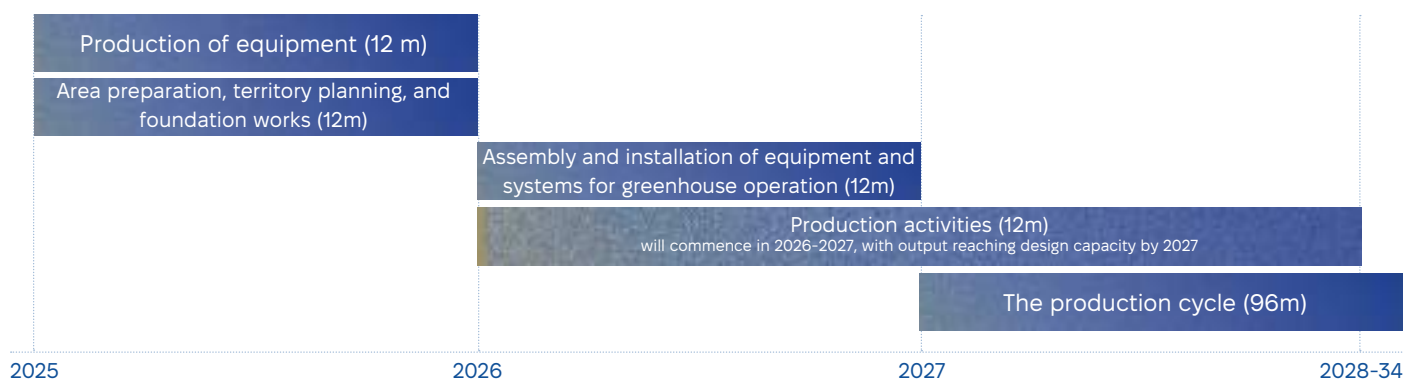 Production of equipment (12 m)
Area preparation, territory planning, and
foundation works (12m)
Assembly and installation of equipment and
systems for greenhouse operation (12m)
Production activities (12m)
will commence in 2026-2027, with output reaching design capacity by 2027
The production cycle (96m)
2025
2026
2027
2028-34